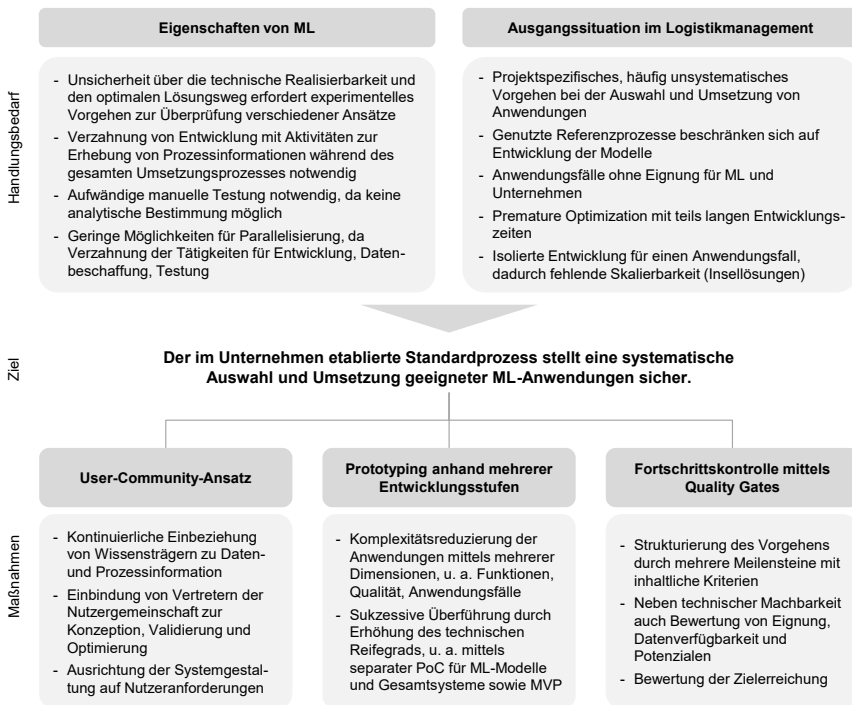 Eigenschaften von ML
Ausgangssituation im Logistikmanagement
Handlungsbedarf
- Unsicherheit über die technische Realisierbarkeit und
den optimalen Lösungsweg erfordert experimentelles
Vorgehen zur Überprüfung verschiedener Ansätze
- Verzahnung von Entwicklung mit Aktivitäten zur
Erhebung von Prozessinformationen während des
gesamten Umsetzungsprozesses notwendig
- Aufwändige manuelle Testung notwendig, da keine
analytische Bestimmung möglich
- Geringe Möglichkeiten für Parallelisierung, da
Verzahnung der Tätigkeiten für Entwicklung, Daten-
beschaffung, Testung
- Projektspezifisches, häufig unsystematisches
Vorgehen bei der Auswahl und Umsetzung von
Anwendungen
- Genutzte Referenzprozesse beschränken sich auf
Entwicklung der Modelle
- Anwendungsfälle ohne Eignung für ML und
Unternehmen
- Premature Optimization mit teils langen Entwicklungs-
zeiten
- Isolierte Entwicklung für einen Anwendungsfall,
dadurch fehlende Skalierbarkeit (Insellösungen)
Ziel
Der im Unternehmen etablierte Standardprozess stellt eine systematische
Auswahl und Umsetzung geeigneter ML-Anwendungen sicher.
Maßnahmen
User-Community-Ansatz
- Kontinuierliche Einbeziehung
von Wissensträgern zu Daten-
und Prozessinformation
- Einbindung von Vertretern der
Nutzergemeinschaft zur
Konzeption, Validierung und
Optimierung
- Ausrichtung der Systemgestal-
tung auf Nutzeranforderungen
Prototyping anhand mehrerer
Entwicklungsstufen
- Komplexitätsreduzierung der
Anwendungen mittels mehrerer
Dimensionen, u. a. Funktionen,
Qualität, Anwendungsfälle
- Sukzessive Überführung durch
Erhöhung des technischen
Reifegrads, u. a. mittels
separater PoC für ML-Modelle
und Gesamtsysteme sowie MVP
Fortschrittskontrolle mittels
Quality Gates
- Strukturierung des Vorgehens
durch mehrere Meilensteine mit
inhaltliche Kriterien
- Neben technischer Machbarkeit
auch Bewertung von Eignung,
Datenverfügbarkeit und
Potenzialen
- Bewertung der Zielerreichung